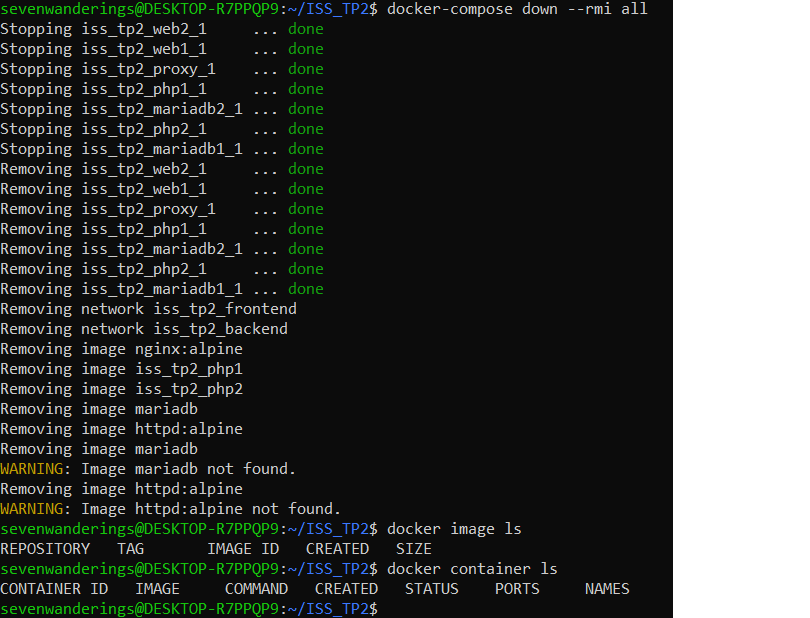 sevenwanderings@DESKTOP-R7PPQP9:~/ISS_TP2$ docker-compose down --rmi all
Stopping iss_tp2_web2_1     ... done
Stopping iss_tp2_web1_1     ... done
Stopping iss_tp2_proxy_1    ... done
Stopping iss_tp2_php1_1     ... done
Stopping iss_tp2_mariadb2_1 ... done
Stopping iss_tp2_php2_1     ... done
Stopping iss_tp2_mariadb1_1 ... done
Removing iss_tp2_web2_1     ... done
Removing iss_tp2_web1_1     ... done
Removing iss_tp2_proxy_1    ... done
Removing iss_tp2_php1_1     ... done
Removing iss_tp2_mariadb2_1 ... done
Removing iss_tp2_php2_1     ... done
Removing iss_tp2_mariadb1_1 ... done
Removing network iss_tp2_frontend
Removing network iss_tp2_backend
Removing image nginx:alpine
Removing image iss_tp2_php1
Removing image iss_tp2_php2
Removing image mariadb
Removing image httpd:alpine
Removing image mariadb
WARNING: Image mariadb not found.
Removing image httpd:alpine
WARNING: Image httpd:alpine not found.
sevenwanderings@DESKTOP-R7PPQP9:~/ISS_TP2$ docker image ls
REPOSITORY   TAG       IMAGE ID   CREATED   SIZE
sevenwanderings@DESKTOP-R7PPQP9:~/ISS_TP2$ docker container ls
CONTAINER ID   IMAGE     COMMAND   CREATED   STATUS    PORTS     NAMES
sevenwanderings@DESKTOP-R7PPQP9:~/ISS_TP2$